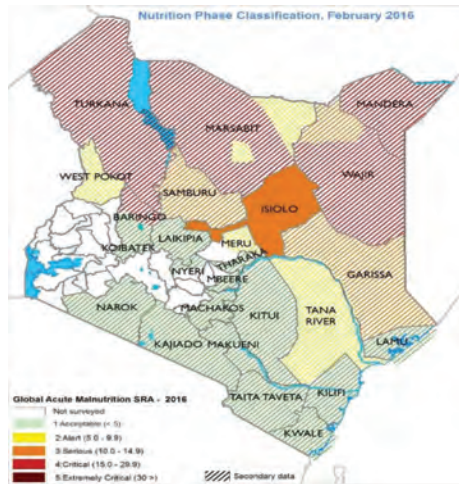 Nutrition Phase Classification, February 2016
TURKANA
MARSABIT
MANDERA
WAJIR
WEST POKOT
SAMBURU
ISIOLO
BARINGO
LAIKIPIA
KOIBATEK
MERU
THARAKA
NYERI
MBEERE
GARISSA
NAROK
MACHAKOS
KITUI
TANA
RIVER
KAJIADO
MAKUENI
LAMU
TAITA TAVETA
KILIFI
KWALE
Global Acute Malnutrition SRA - 2016
Not surveyed
1:Acceptable (< 5)
2:Alert (5.0 - 9.9)
3:Serious (10.0 - 14.9)
4:Critical (15.0 - 29.9)
5:Extremely Critical (30 >)
Secondary data